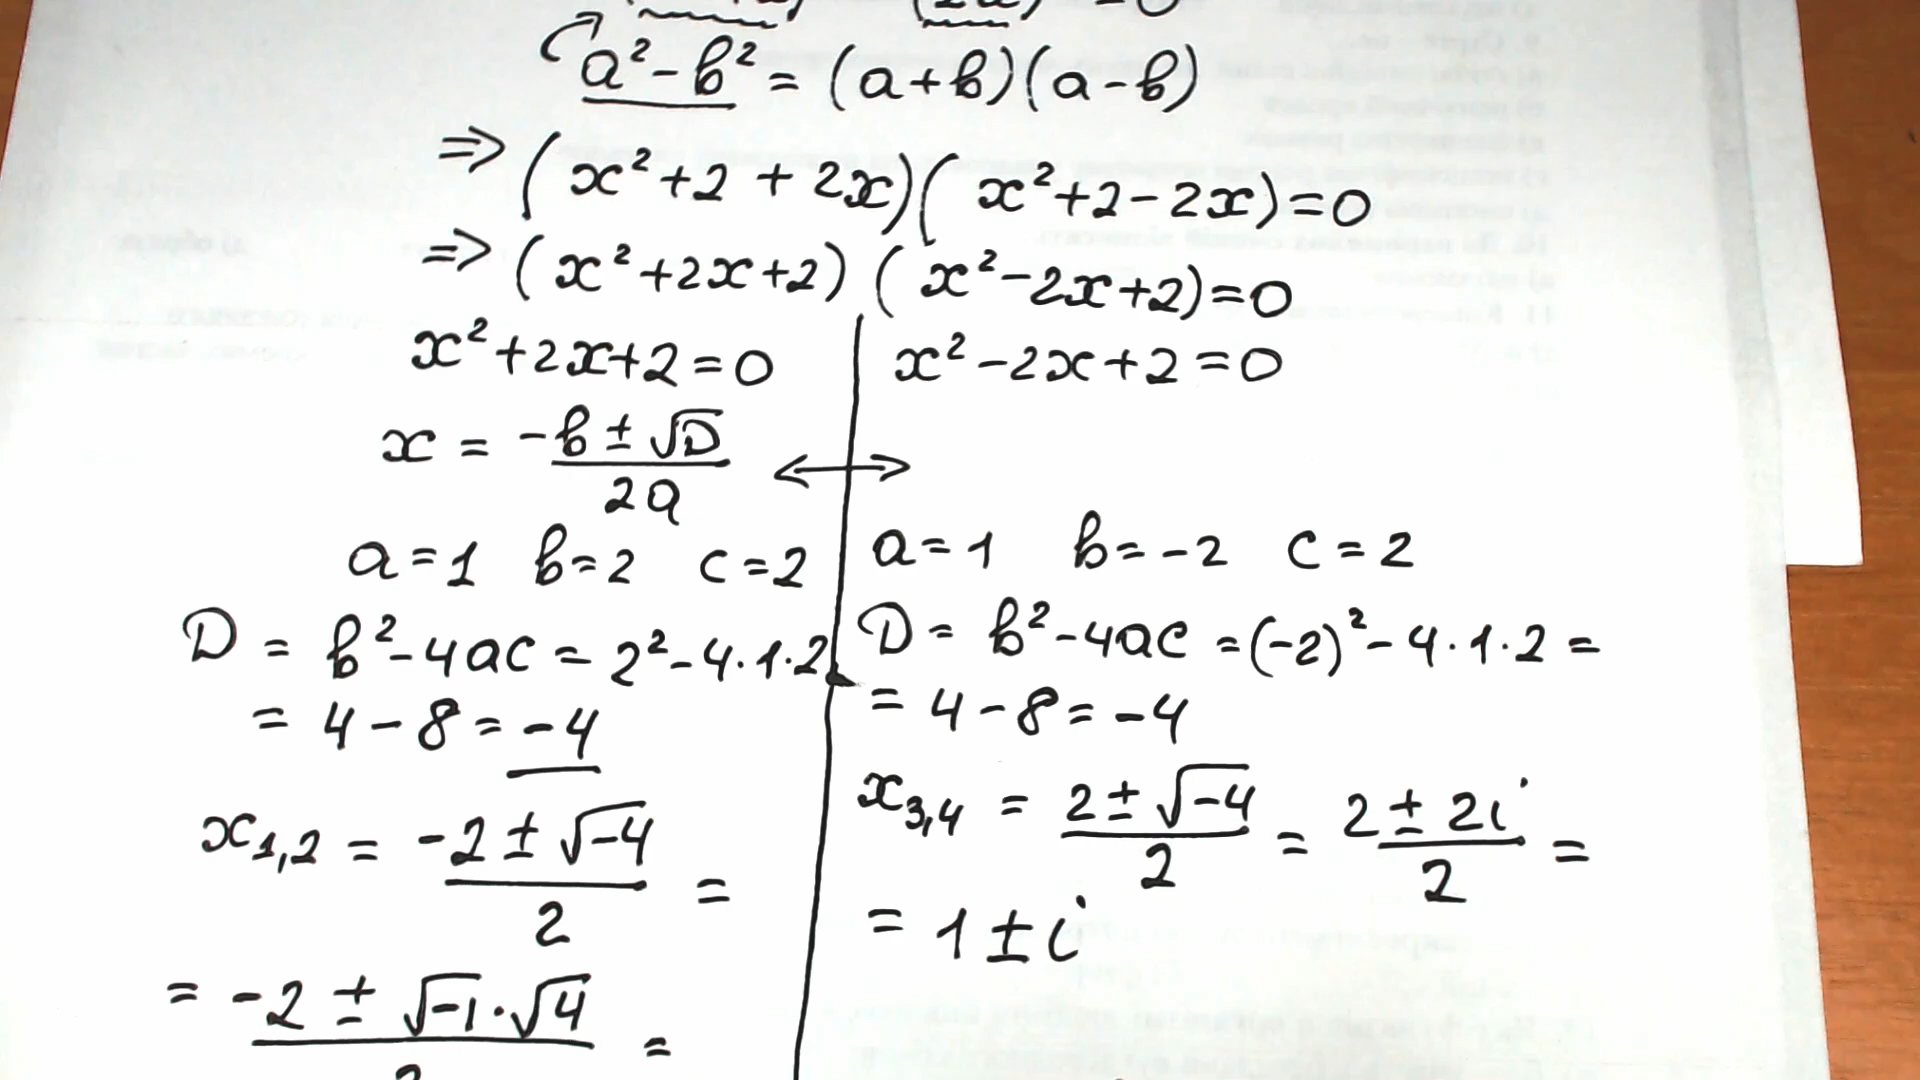 a² - b² = (a+b)(a-b)
⇒ (x² + 2 + 2x)(x² + 2 - 2x) = 0
⇒ (x² + 2x + 2)(x² - 2x + 2) = 0
x² + 2x + 2 = 0
x = (-b ± √D) / 2a
a = 1 b = 2 c = 2
D = b² - 4ac = 2² - 4·1·2
= 4 - 8 = -4
x₁,₂ = (-2 ± √-4) / 2 =
= (-2 ± √-1 · √4) / 2 =
x² - 2x + 2 = 0
a = 1 b = -2 c = 2
D = b² - 4ac = (-2)² - 4·1·2 =
= 4 - 8 = -4
x₃,₄ = (2 ± √-4) / 2 = (2 ± 2i) / 2 =
= 1 ± i